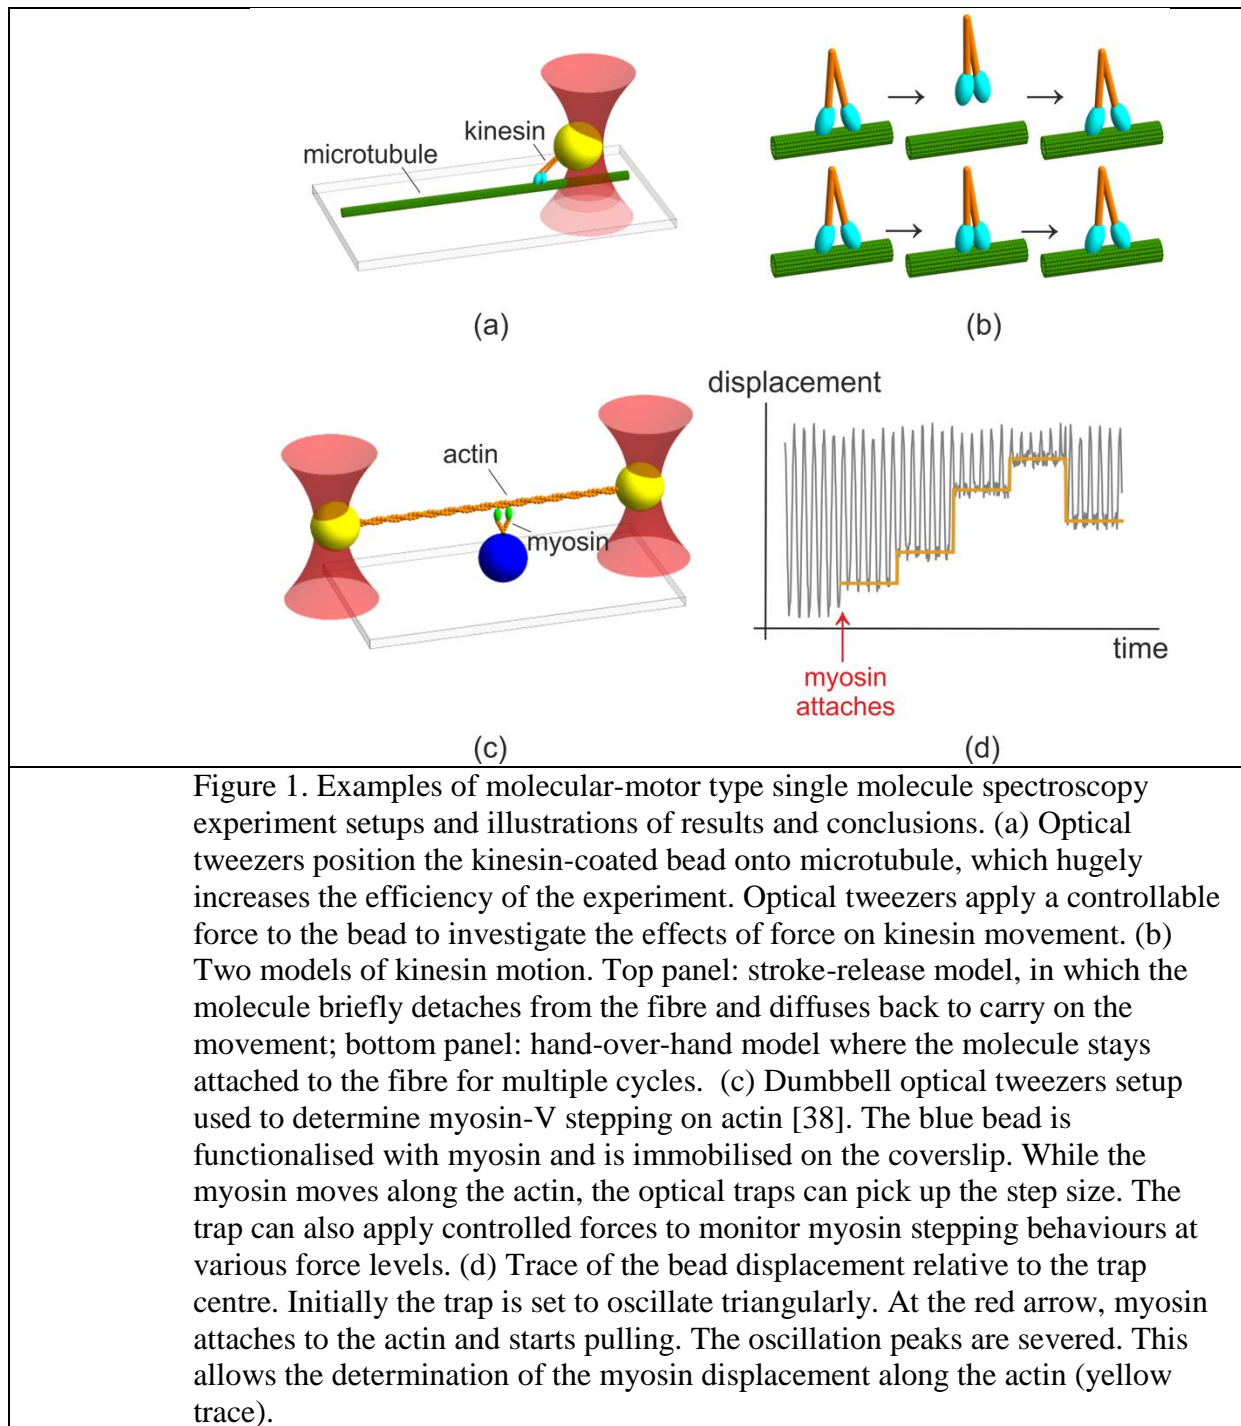 kinesin
microtubule
(a)
(b)
actin
myosin
(c)
displacement
time
myosin
attaches
(d)
Figure 1. Examples of molecular-motor type single molecule spectroscopy
experiment setups and illustrations of results and conclusions. (a) Optical
tweezers position the kinesin-coated bead onto microtubule, which hugely
increases the efficiency of the experiment. Optical tweezers apply a controllable
force to the bead to investigate the effects of force on kinesin movement. (b)
Two models of kinesin motion. Top panel: stroke-release model, in which the
molecule briefly detaches from the fibre and diffuses back to carry on the
movement; bottom panel: hand-over-hand model where the molecule stays
attached to the fibre for multiple cycles.  (c) Dumbbell optical tweezers setup
used to determine myosin-V stepping on actin [38]. The blue bead is
functionalised with myosin and is immobilised on the coverslip. While the
myosin moves along the actin, the optical traps can pick up the step size. The
trap can also apply controlled forces to monitor myosin stepping behaviours at
various force levels. (d) Trace of the bead displacement relative to the trap
centre. Initially the trap is set to oscillate triangularly. At the red arrow, myosin
attaches to the actin and starts pulling. The oscillation peaks are severed. This
allows the determination of the myosin displacement along the actin (yellow
trace).